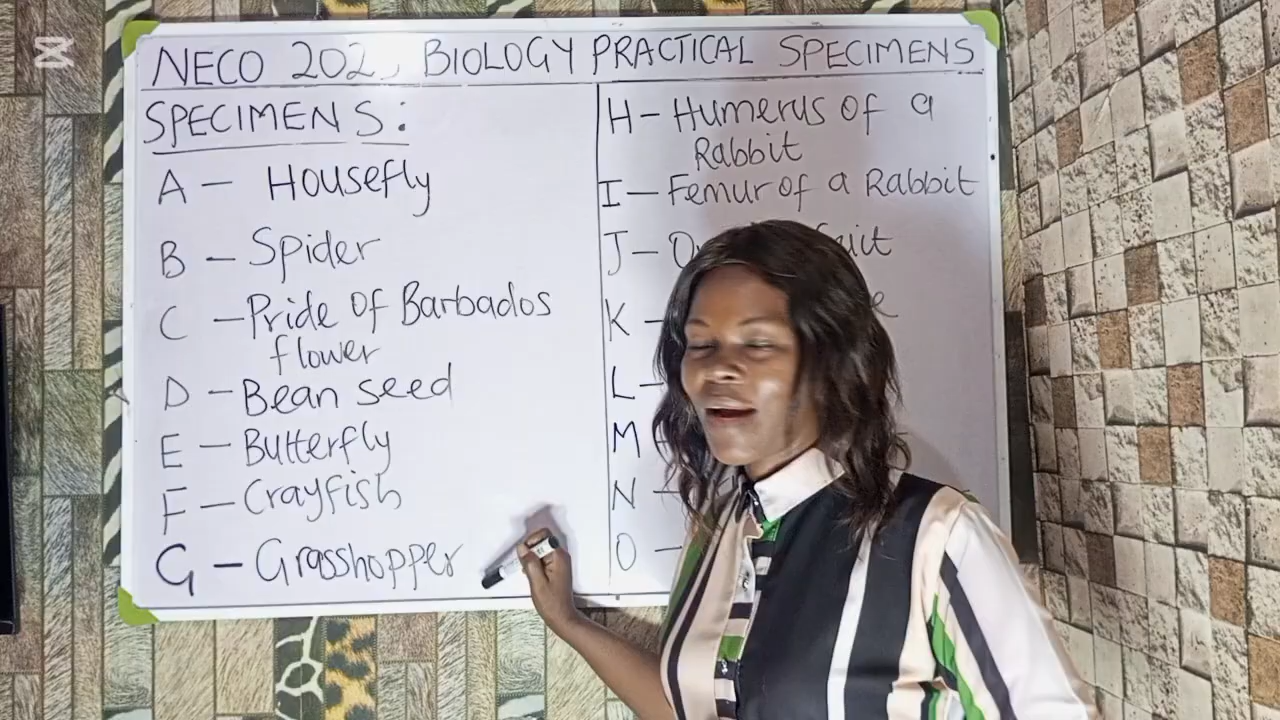 NECO 202 BIOLOGY PRACTICAL SPECIMENS
SPECIMENS:
A - Housefly
B - Spider
C - Pride Of Barbados
flower
D - Bean seed
E - Butterfly
F - Crayfish
G - Grasshopper
H - Humerus of a
Rabbit
I - Femur of a Rabbit
J -
K -
L -
M
N -
O -